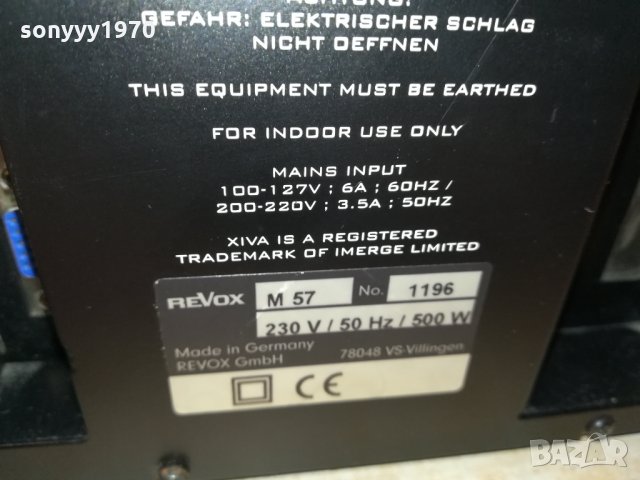 sonyyy1970
ACHTUNG:
GEFAHR: ELEKTRISCHER SCHLAG
NICHT OEFFNEN
THIS EQUIPMENT MUST BE EARTHED
FOR INDOOR USE ONLY
MAINS INPUT
100-127V ; 6A ; 60HZ /
200-220V ; 3.5A ; 50HZ
XIVA IS A REGISTERED
TRADEMARK OF IMERGE LIMITED
REVOX M 57 No. 1196
230 V / 50 Hz / 500 W
Made in Germany
REVOX GmbH 78048 VS-Villingen
CE
BAZAR